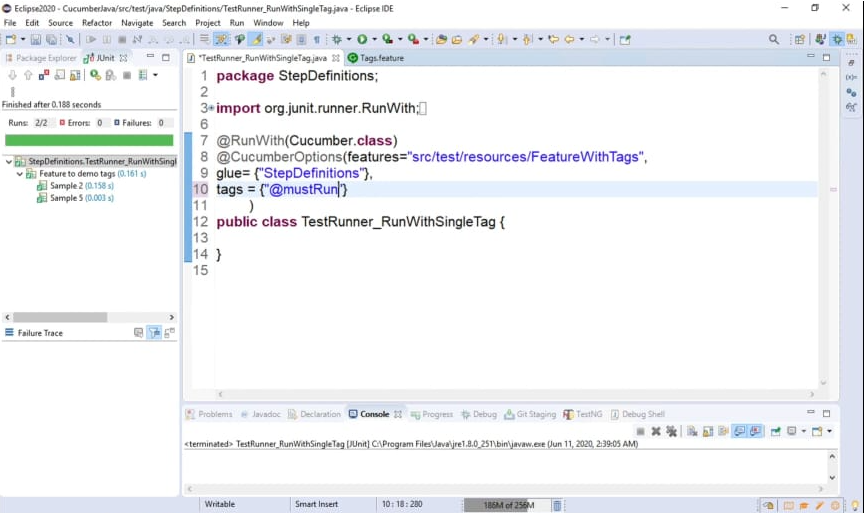 Eclipse2020 - CucumberJava/src/test/java/StepDefinitions/TestRunner_RunWithSingleTag.java - Eclipse IDE
File Edit Source Refactor Navigate Search Project Run Window Help
Package Explorer JUnit
*TestRunner_RunWithSingleTag.java Tags.feature
Finished after 0.188 seconds
Runs: 2/2 Errors: 0 Failures: 0
StepDefinitions.TestRunner_RunWithSingl
Feature to demo tags (0.161 s)
Sample 2 (0.158 s)
Sample 5 (0.003 s)
Failure Trace
1 package StepDefinitions;
2
3 import org.junit.runner.RunWith;
6
7 @RunWith(Cucumber.class)
8 @CucumberOptions(features="src/test/resources/FeatureWithTags",
9 glue= {"StepDefinitions"},
10 tags = {"@mustRun"}
11 )
12 public class TestRunner_RunWithSingleTag {
13
14 }
15
Problems Javadoc Declaration Console Progress Debug Git Staging TestNG Debug Shell
<terminated> TestRunner_RunWithSingleTag [JUnit] C:\Program Files\Java\jre1.8.0_251\bin\javaw.exe (Jun 11, 2020, 2:39:05 AM)
Writable Smart Insert 10 : 18 : 280 186M of 256M